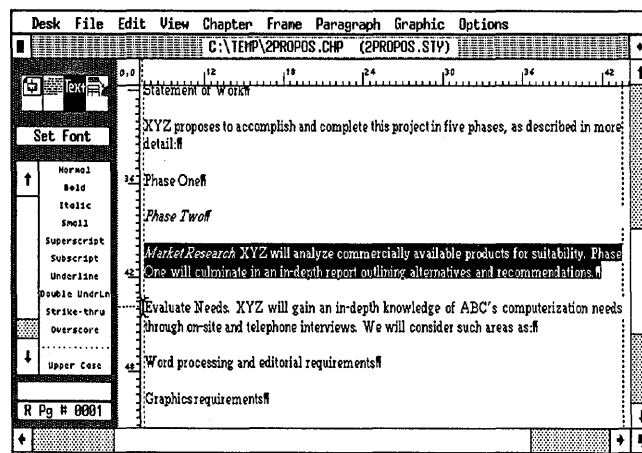 Desk File Edit View Chapter Frame Paragraph Graphic Options
C:\TEMP\2PROPOS.CHP (2PROPOS.STY)
Text
0,0 12 18 24 30 36 42
Set Font
Normal
Bold
Italic
Small
Superscript
Subscript
Underline
Double UndrLn
Strike-thru
Overscore
Upper Case
R Pg # 0001
36
42
48
Statement of Work¶
XYZ proposes to accomplish and complete this project in five phases, as described in more
detail:¶
Phase One¶
Phase Two¶
Market Research. XYZ will analyze commercially available products for suitability. Phase
One will culminate in an in-depth report outlining alternatives and recommendations.¶
Evaluate Needs. XYZ will gain an in-depth knowledge of ABC's computerization needs
through on-site and telephone interviews. We will consider such areas as:¶
Word processing and editorial requirements¶
Graphics requirements¶